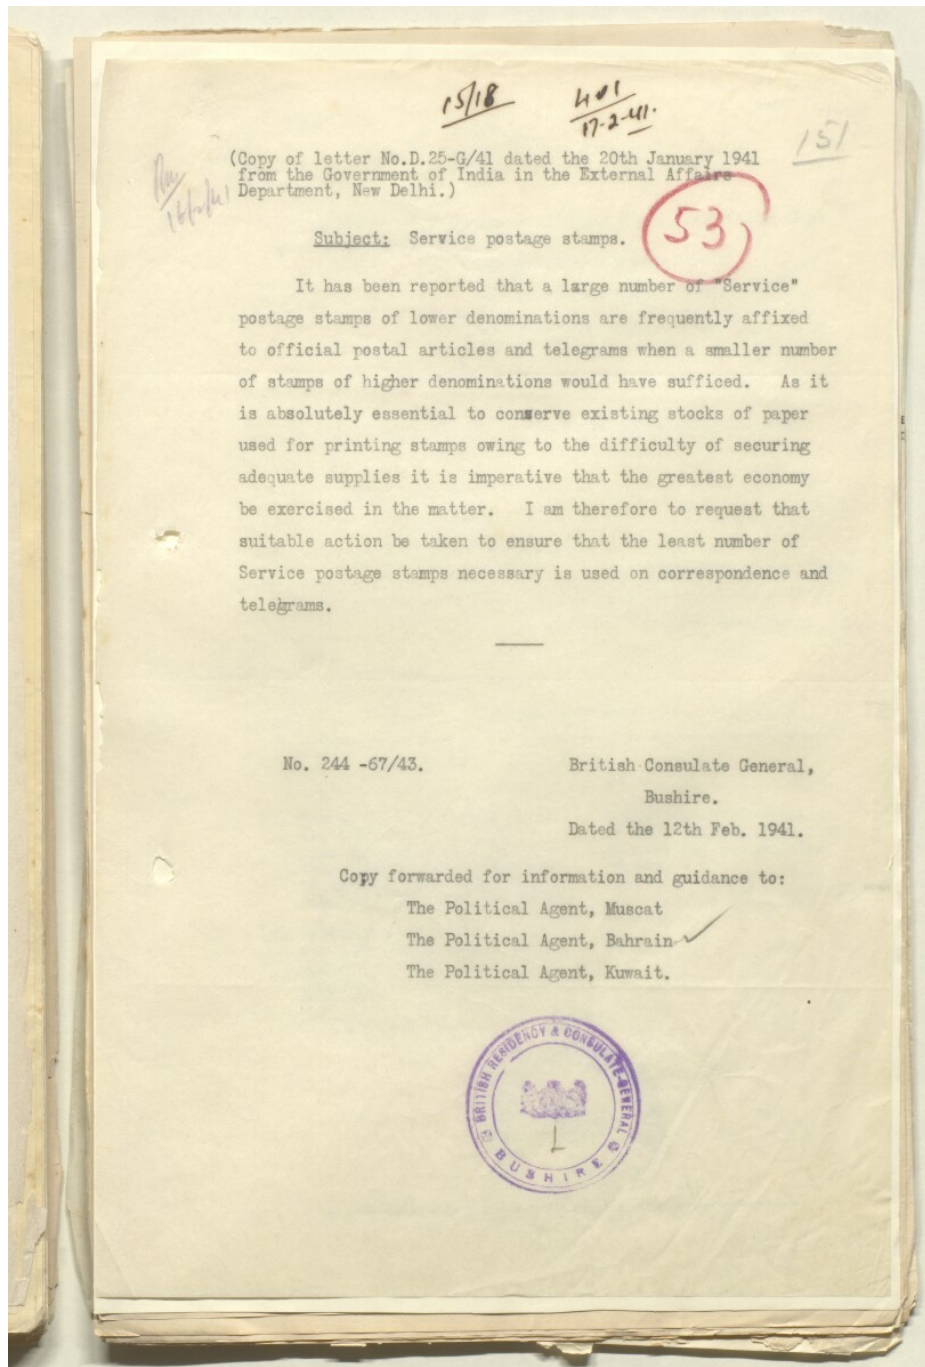 15/18
401
17-2-41.
151
(Copy of letter No.D.25-G/41 dated the 20th January 1941
from the Government of India in the External Affairs
Department, New Delhi.)
53
Subject: Service postage stamps.
It has been reported that a large number of "Service"
postage stamps of lower denominations are frequently affixed
to official postal articles and telegrams when a smaller number
of stamps of higher denominations would have sufficed. As it
is absolutely essential to conserve existing stocks of paper
used for printing stamps owing to the difficulty of securing
adequate supplies it is imperative that the greatest economy
be exercised in the matter. I am therefore to request that
suitable action be taken to ensure that the least number of
Service postage stamps necessary is used on correspondence and
telegrams.
No. 244 -67/43.
British Consulate General,
Bushire.
Dated the 12th Feb. 1941.
Copy forwarded for information and guidance to:
The Political Agent, Muscat
The Political Agent, Bahrain
The Political Agent, Kuwait.
BRITISH RESIDENCY & CONSULATE-GENERAL
BUSHIRE